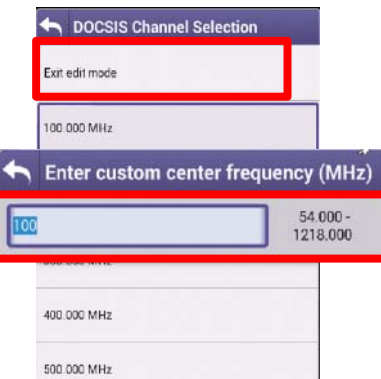 DOCSIS Channel Selection
Exit edit mode
100.000 MHz
Enter custom center frequency (MHz)
100
54.000 -
1218.000
400.000 MHz
500.000 MHz